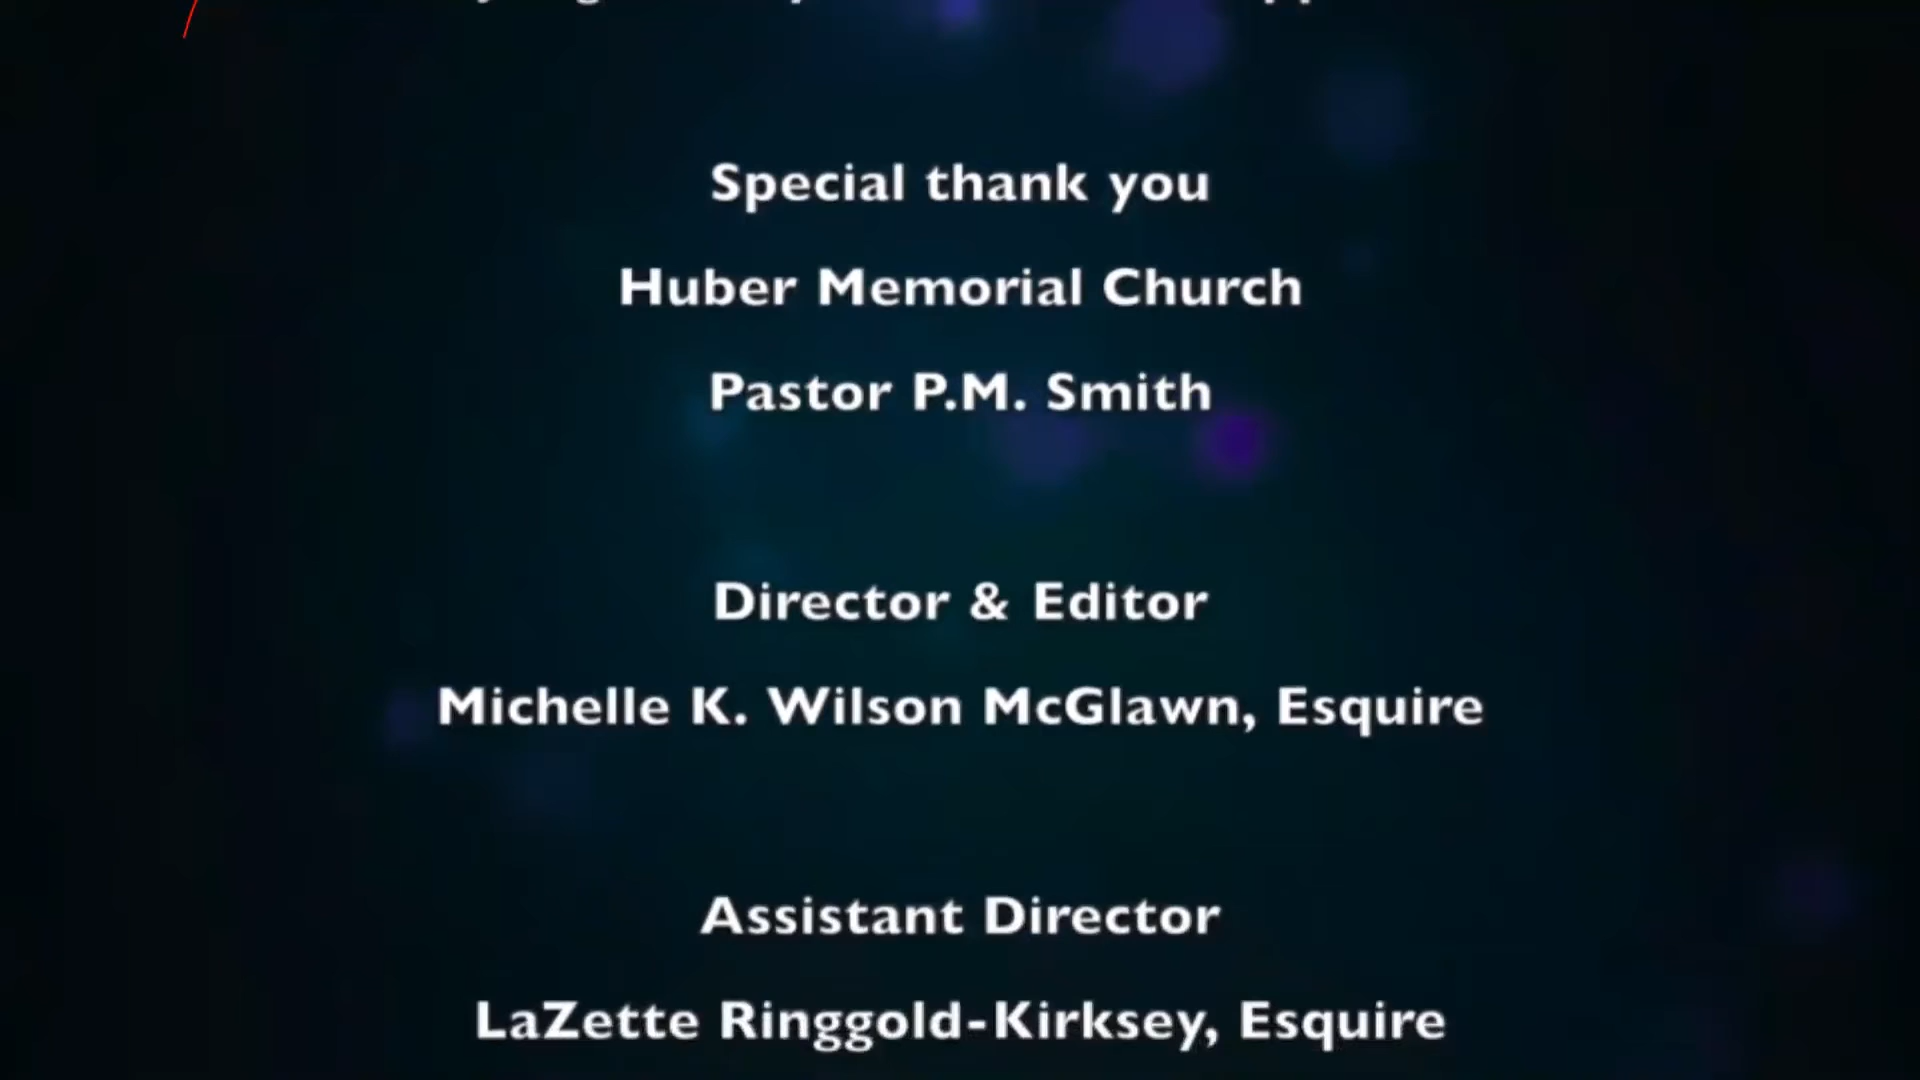 Special thank you
Huber Memorial Church
Pastor P.M. Smith
Director & Editor
Michelle K. Wilson McGlawn, Esquire
Assistant Director
LaZette Ringgold-Kirksey, Esquire